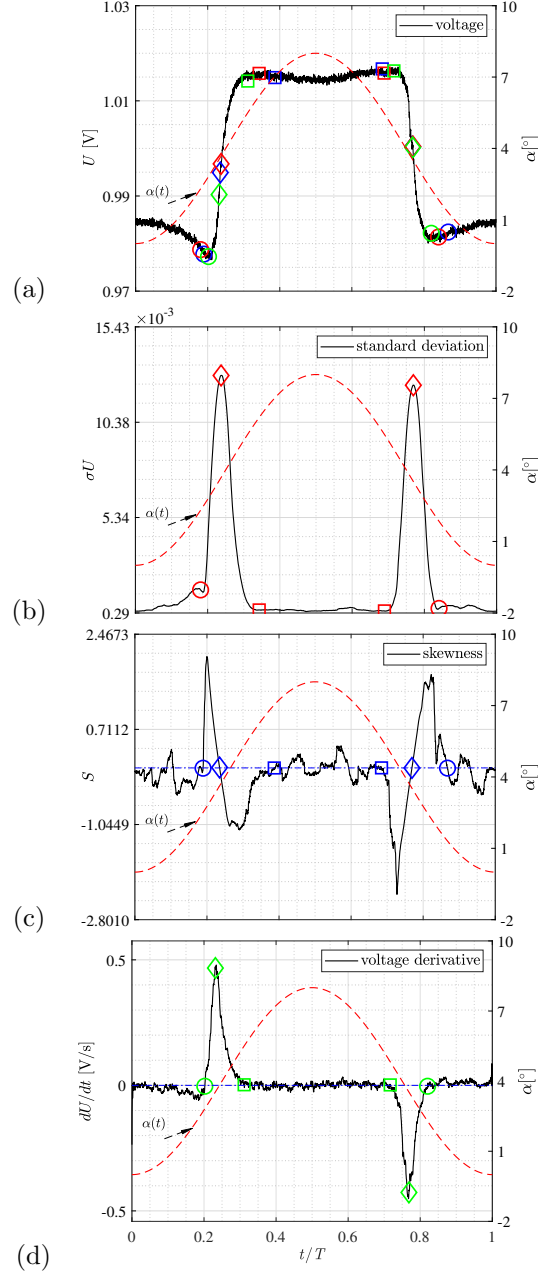 1.03
1.01
0.99
0.97
U [V]
voltage
α(t)
10
7
4
1
-2
α[°]
(a)
×10⁻³
15.43
10.38
5.34
0.29
σU
standard deviation
α(t)
10
7
4
1
-2
α[°]
(b)
2.4673
0.7112
-1.0449
-2.8010
S
skewness
α(t)
10
7
4
1
-2
α[°]
(c)
0.5
0
-0.5
dU/dt [V/s]
voltage derivative
α(t)
10
7
4
1
-2
α[°]
0 0.2 0.4 0.6 0.8 1
t/T
(d)